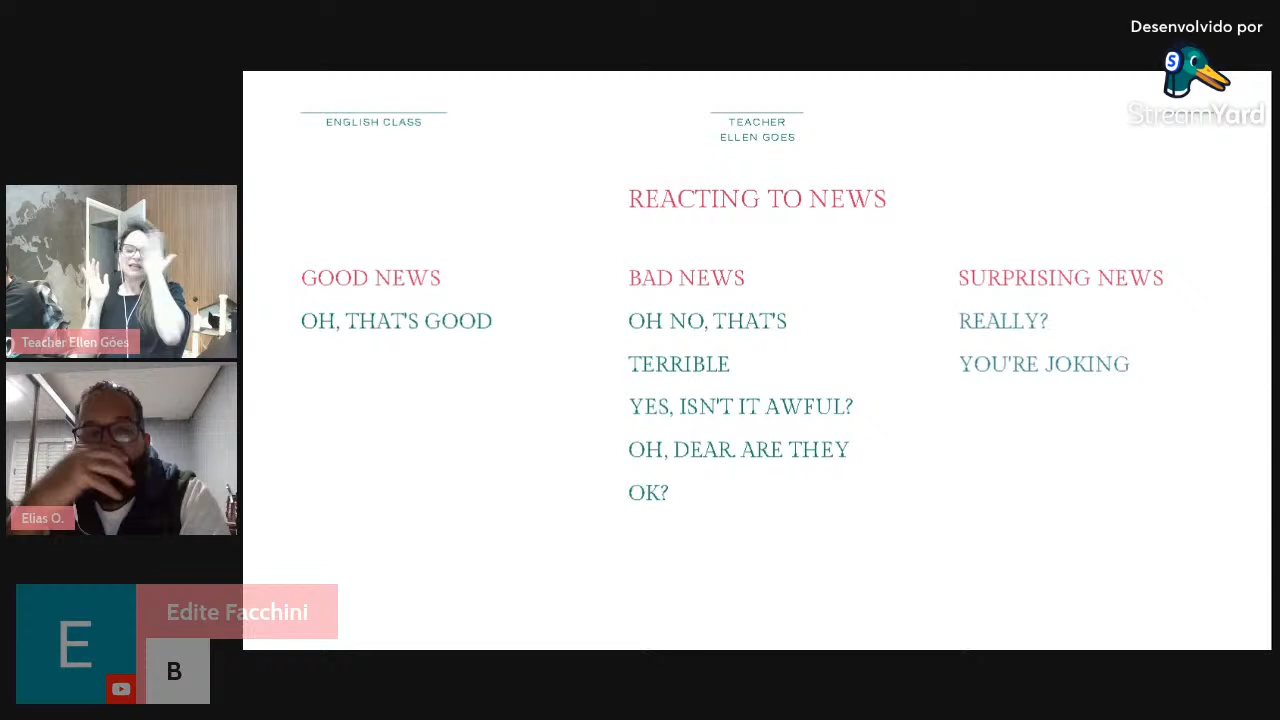 Desenvolvido por
S
StreamYard
ENGLISH CLASS
TEACHER
ELLEN GOES
REACTING TO NEWS
GOOD NEWS
OH, THAT'S GOOD
BAD NEWS
OH NO, THAT'S
TERRIBLE
YES, ISN'T IT AWFUL?
OH, DEAR. ARE THEY
OK?
SURPRISING NEWS
REALLY?
YOU'RE JOKING
Teacher Ellen Góes
Elias O.
E
Edite Facchini
B